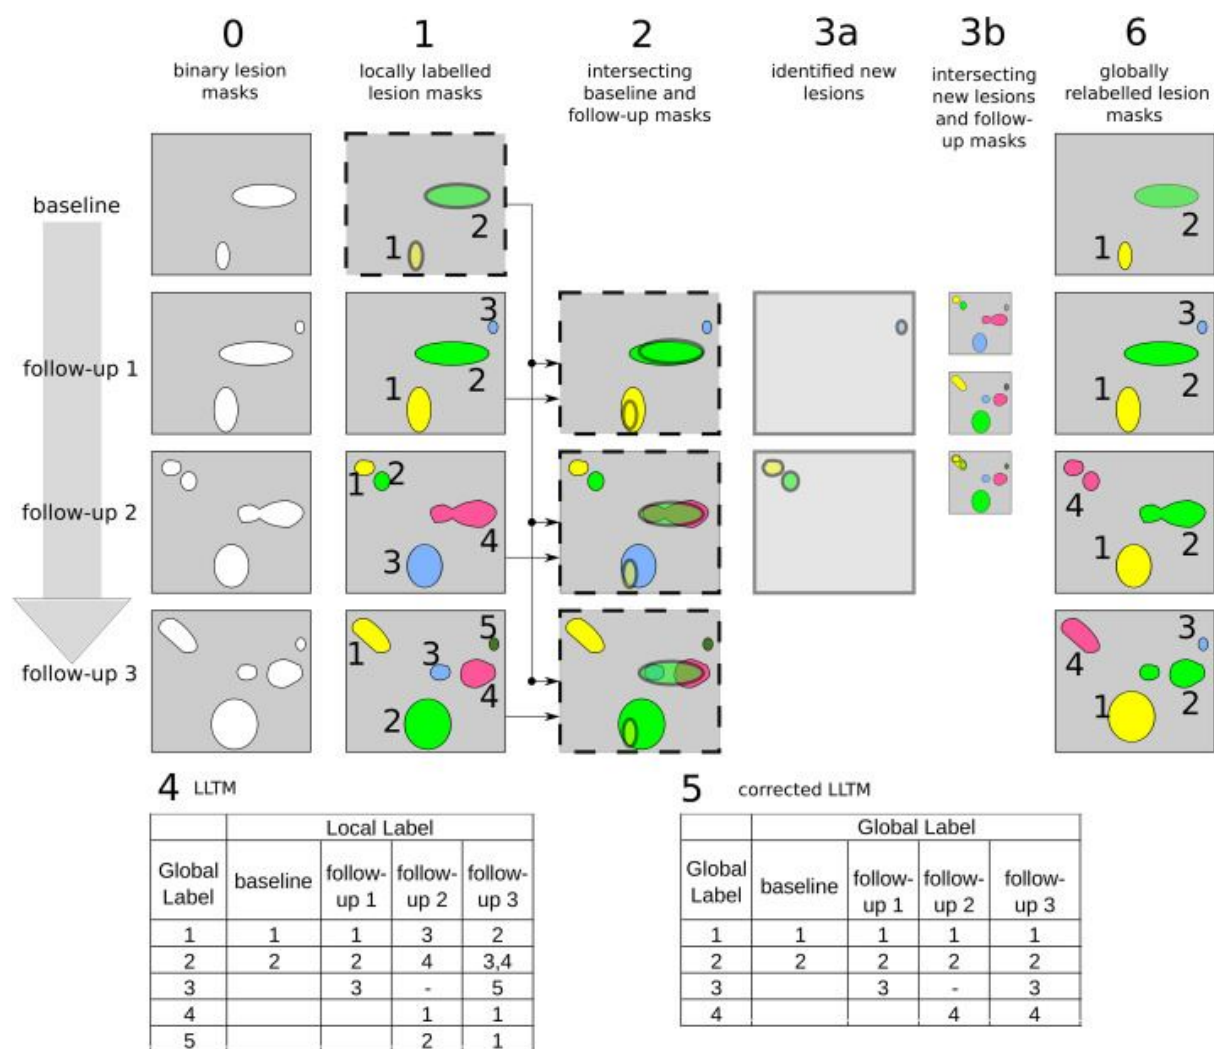 0
1
2
3a
3b
6
binary lesion
masks
locally labelled
lesion masks
intersecting
baseline and
follow-up masks
identified new
lesions
intersecting
new lesions
and follow-
up masks
globally
relabelled lesion
masks
baseline
1
2
1
2
follow-up 1
3
1
2
3
1
2
follow-up 2
1
2
3
4
4
1
2
follow-up 3
1
3
5
2
4
3
4
1
2
4 LLTM
Local Label
Global Label
baseline
follow-up 1
follow-up 2
follow-up 3
1 1 1 3 2
2 2 2 4 3,4
3 3 - 5
4 1 1
5 2 1
5 corrected LLTM
Global Label
Global Label
baseline
follow-up 1
follow-up 2
follow-up 3
1 1 1 1 1
2 2 2 2 2
3 3 - 3
4 4 4